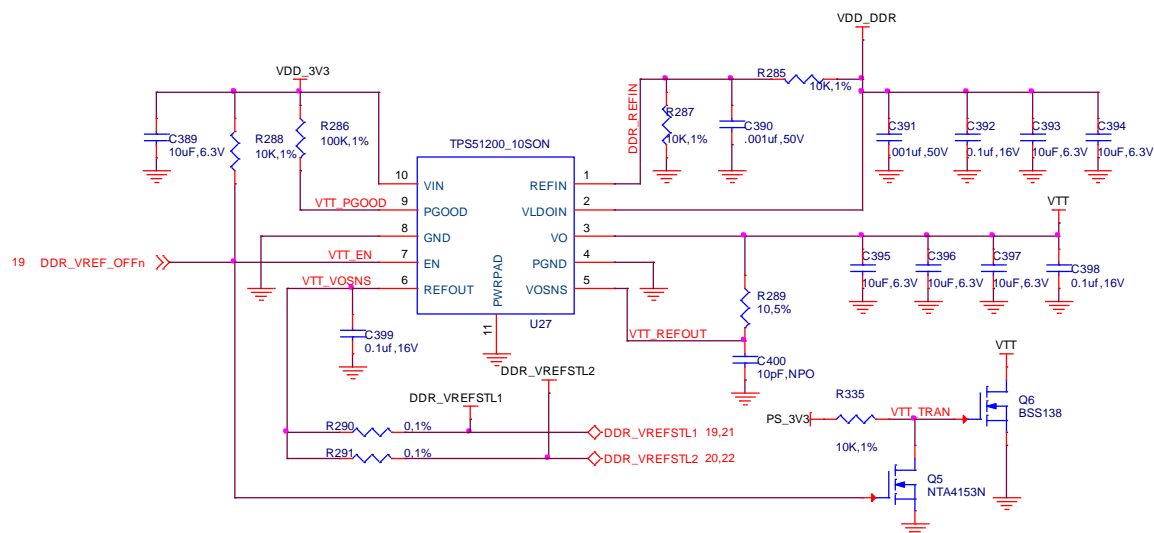 VDD_DDR
VDD_3V3
R285
10K,1%
DDR_REFIN
R287
10K,1%
C390
.001uf,50V
C389
10uF,6.3V
R288
10K,1%
R286
100K,1%
C391
.001uf,50V
C392
0.1uf,16V
C393
10uF,6.3V
C394
10uF,6.3V
TPS51200_10SON
10
VIN
REFIN
1
VTT_PGOOD
9
PGOOD
VLDOIN
2
8
GND
VO
3
VTT
19 DDR_VREF_OFFn
VTT_EN
7
EN
PGND
4
VTT_VOSNS
6
REFOUT
VOSNS
5
PWRPAD
11
U27
C395
10uF,6.3V
C396
10uF,6.3V
C397
10uF,6.3V
C398
0.1uf,16V
R289
10,5%
VTT_REFOUT
C399
0.1uf,16V
C400
10pF,NPO
VTT
DDR_VREFSTL2
DDR_VREFSTL1
R335
PS_3V3
10K,1%
VTT_TRAN
Q6
BSS138
R290
0,1%
DDR_VREFSTL1 19,21
R291
0,1%
DDR_VREFSTL2 20,22
Q5
NTA4153N